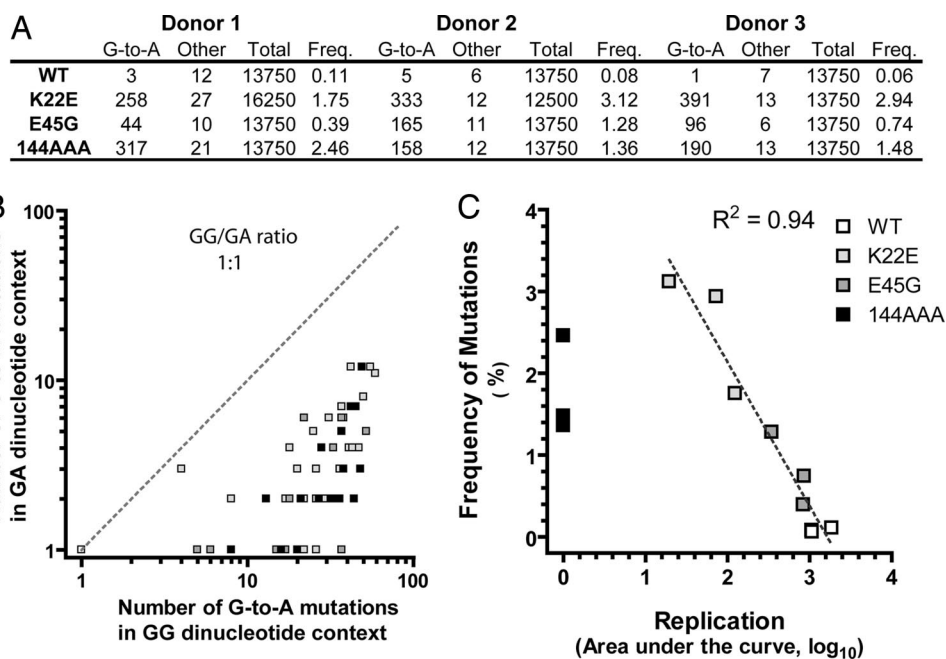 A
Donor 1 Donor 2 Donor 3
G-to-A Other Total Freq. G-to-A Other Total Freq. G-to-A Other Total Freq.
WT 3 12 13750 0.11 5 6 13750 0.08 1 7 13750 0.06
K22E 258 27 16250 1.75 333 12 12500 3.12 391 13 13750 2.94
E45G 44 10 13750 0.39 165 11 13750 1.28 96 6 13750 0.74
144AAA 317 21 13750 2.46 158 12 13750 1.36 190 13 13750 1.48
in GA dinucleotide context
100
10
1
GG/GA ratio
1:1
1 10 100
Number of G-to-A mutations
in GG dinucleotide context
C
Frequency of Mutations
(%)
4
3
2
1
0
R² = 0.94
WT
K22E
E45G
144AAA
0 1 2 3 4
Replication
(Area under the curve, log₁₀)